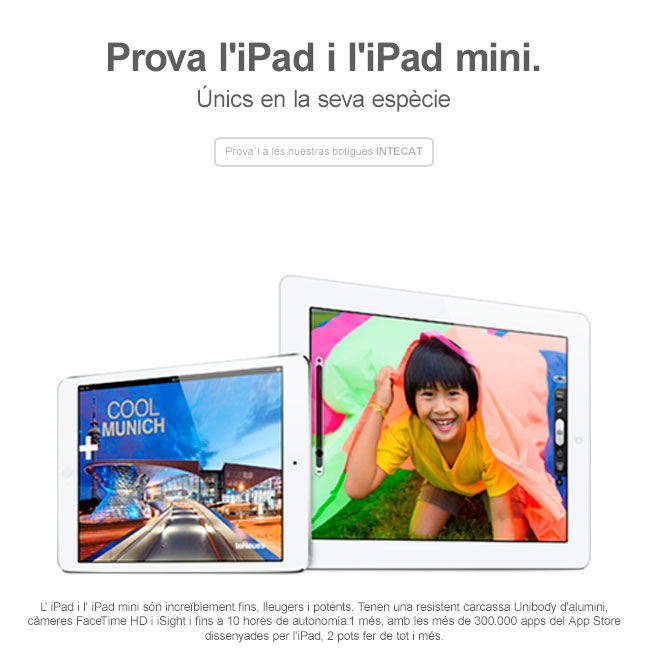 Prova l'iPad i l'iPad mini.
Únics en la seva espècie
Prova´l a les nuestras botigues INTECAT
COOL
MUNICH
+
teNeues
L' iPad i l' iPad mini són increïblement fins, lleugers i potents. Tenen una resistent carcassa Unibody d'alumini,
càmeres FaceTime HD i iSight i fins a 10 hores de autonomía.1 més, amb les més de 300.000 apps del App Store
dissenyades per l'iPad, 2 pots fer de tot i més.